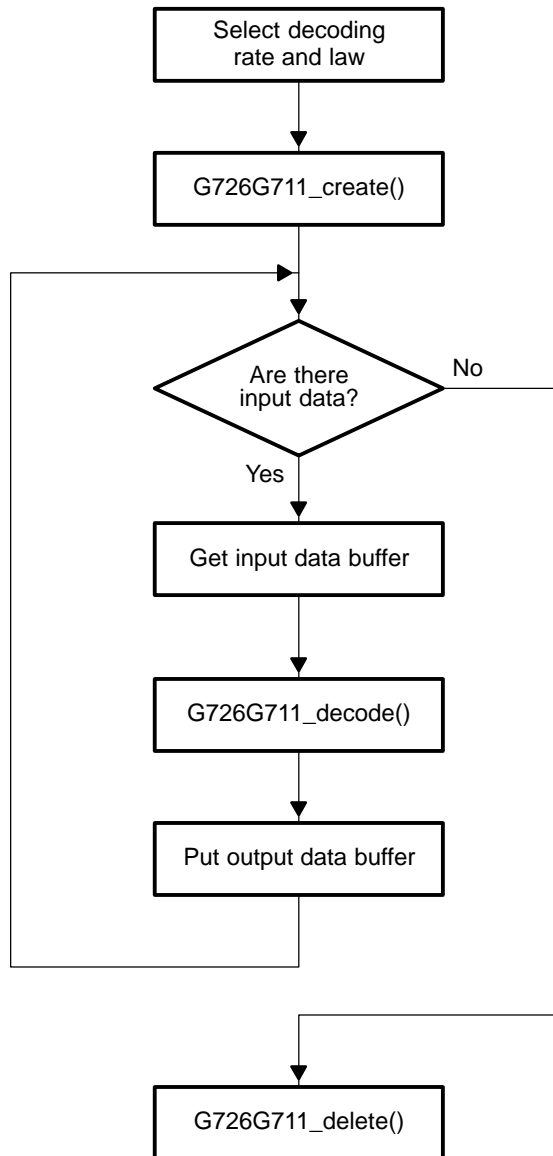 Select decoding
rate and law
G726G711_create()
Are there
input data?
No
Yes
Get input data buffer
G726G711_decode()
Put output data buffer
G726G711_delete()